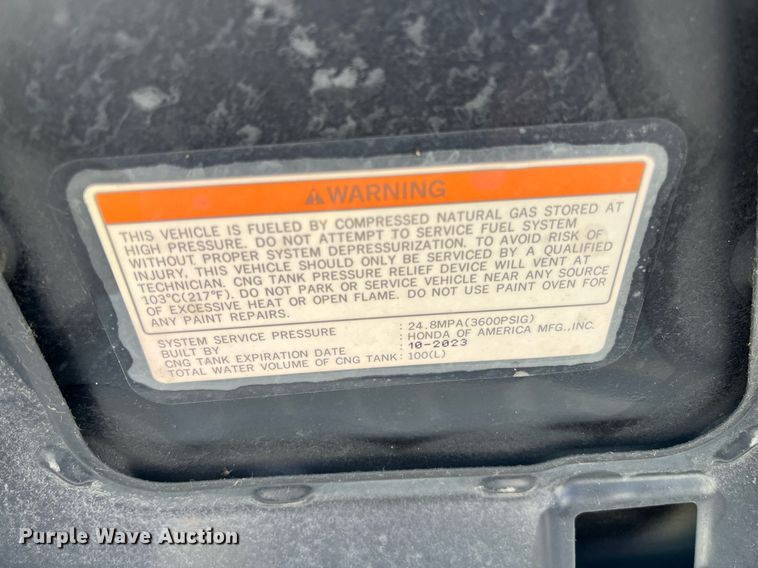 WARNING
THIS VEHICLE IS FUELED BY COMPRESSED NATURAL GAS STORED AT
HIGH PRESSURE. DO NOT ATTEMPT TO SERVICE FUEL SYSTEM
WITHOUT PROPER SYSTEM DEPRESSURIZATION. TO AVOID RISK OF
INJURY. THIS VEHICLE SHOULD ONLY BE SERVICED BY A QUALIFIED
TECHNICIAN. CNG TANK PRESSURE RELIEF DEVICE WILL VENT AT
103°C(217°F). DO NOT PARK OR SERVICE VEHICLE NEAR ANY SOURCE
OF EXCESSIVE HEAT OR OPEN FLAME. DO NOT USE PAINT OVEN FOR
ANY PAINT REPAIRS.
SYSTEM SERVICE PRESSURE : 24.8MPA(3600PSIG)
BUILT BY : HONDA OF AMERICA MFG.,INC.
CNG TANK EXPIRATION DATE : 10-2023
TOTAL WATER VOLUME OF CNG TANK: 100(L)
Purple Wave Auction